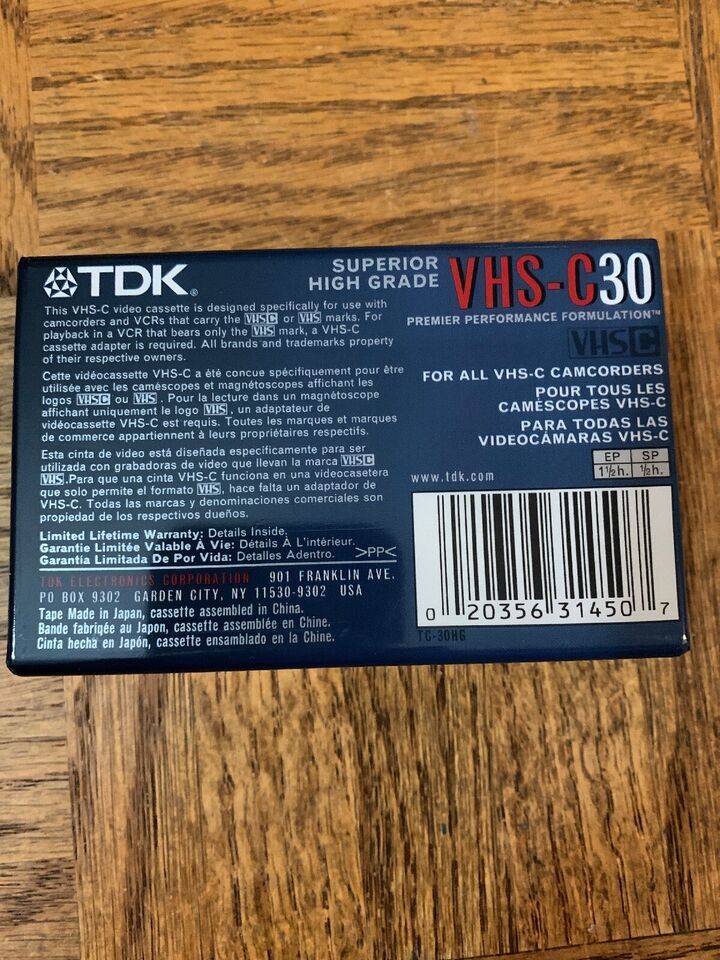 TDK®
SUPERIOR
HIGH GRADE
VHS-C30
PREMIER PERFORMANCE FORMULATION™
VHS C
This VHS-C video cassette is designed specifically for use with
camcorders and VCRs that carry the VHS C or VHS marks. For
playback in a VCR that bears only the VHS mark, a VHS-C
cassette adapter is required. All brands and trademarks property
of their respective owners.
Cette vidéocassette VHS-C a été concue spécifiquement pour être
utilisée avec les caméscopes et magnétoscopes affichant les
logos VHS C ou VHS. Pour la lecture dans un magnétoscope
affichant uniquement le logo VHS, un adaptateur de
vidéocassette VHS-C est requis. Toutes les marques et marques
de commerce appartiennent à leurs propriétaires respectifs.
Esta cinta de video está diseñada especificamente para ser
utilizada con grabadoras de video que llevan la marca VHS C
VHS.Para que una cinta VHS-C funciona en una videocasetera
que solo permite el formato VHS, hace falta un adaptador de
VHS-C. Todas las marcas y denominaciones comerciales son
propiedad de los respectivos dueños.
Limited Lifetime Warranty: Details Inside.
Garantie Limitée Valable À Vie: Détails À L'intérieur.
Garantía Limitada De Por Vida: Detalles Adentro.
>PP<
TDK ELECTRONICS CORPORATION 901 FRANKLIN AVE.
PO BOX 9302 GARDEN CITY, NY 11530-9302 USA
Tape Made in Japan, cassette assembled in China.
Bande fabriqée au Japon, cassette assemblée en Chine.
Cinta hecha en Japón, cassette ensamblado en la Chine.
FOR ALL VHS-C CAMCORDERS
POUR TOUS LES
CAMÉSCOPES VHS-C
PARA TODAS LAS
VIDEOCÁMARAS VHS-C
EP SP
1½h. ½h.
www.tdk.com
0 20356 31450 7
TC-30HG